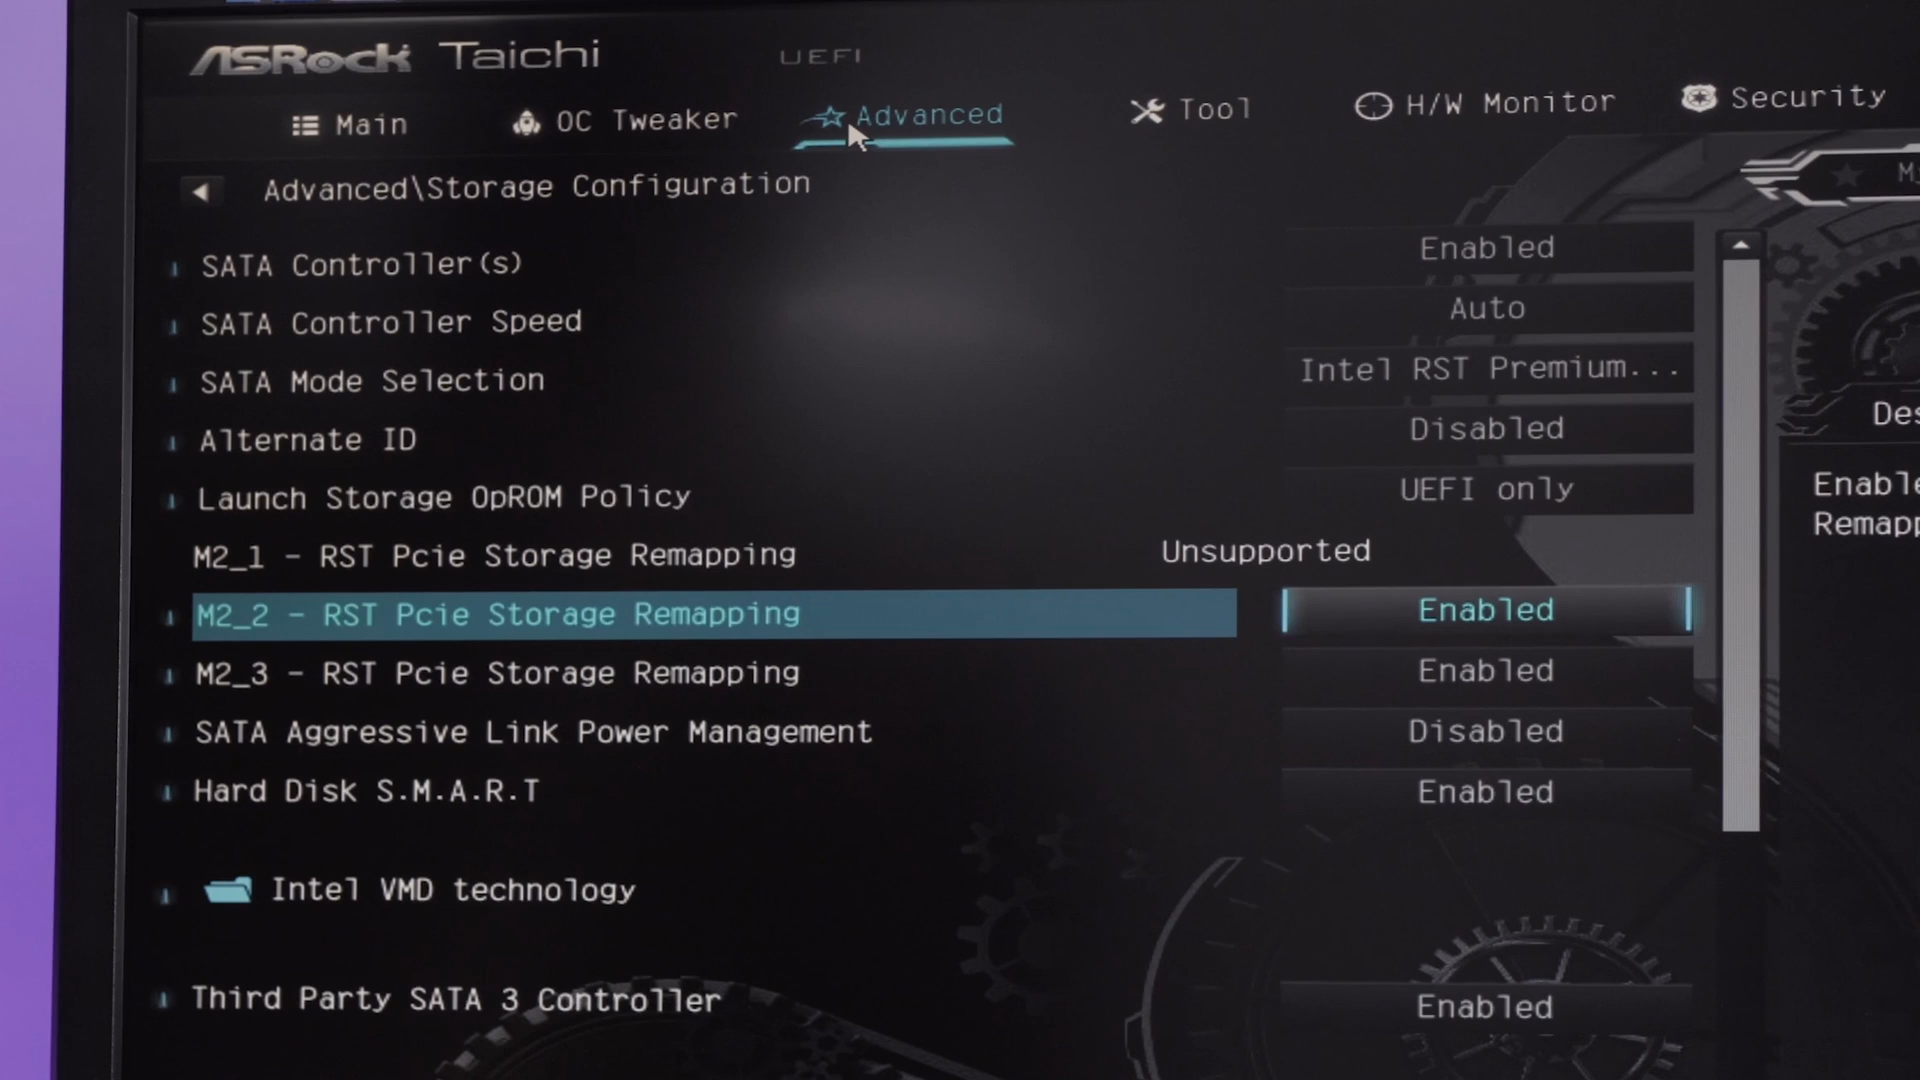 ASRock Taichi UEFI
Main OC Tweaker Advanced Tool H/W Monitor Security
Advanced\Storage Configuration
SATA Controller(s) Enabled
SATA Controller Speed Auto
SATA Mode Selection Intel RST Premium...
Alternate ID Disabled
Launch Storage OpROM Policy UEFI only
M2_1 - RST Pcie Storage Remapping Unsupported
M2_2 - RST Pcie Storage Remapping Enabled
M2_3 - RST Pcie Storage Remapping Enabled
SATA Aggressive Link Power Management Disabled
Hard Disk S.M.A.R.T Enabled
Intel VMD technology
Third Party SATA 3 Controller Enabled